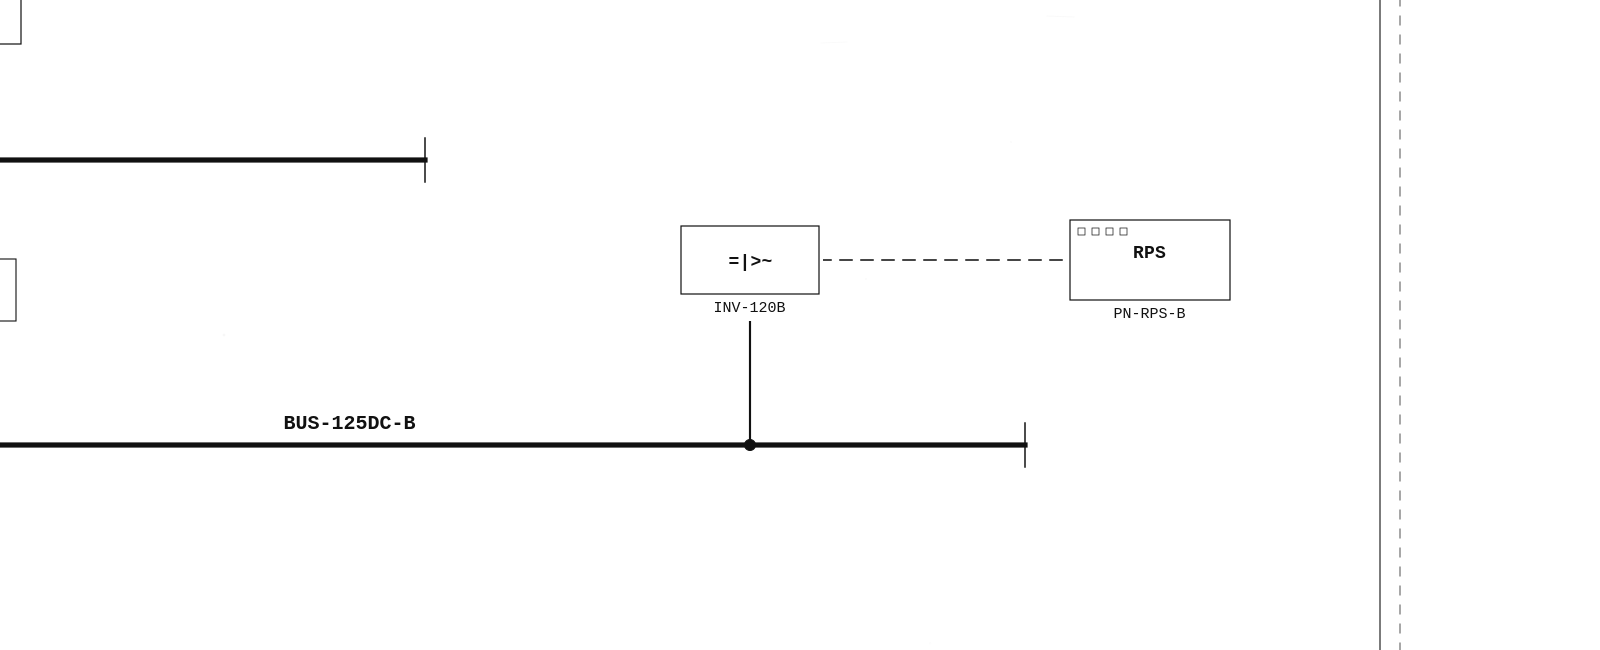 =|>~
RPS
INV-120B
PN-RPS-B
BUS-125DC-B